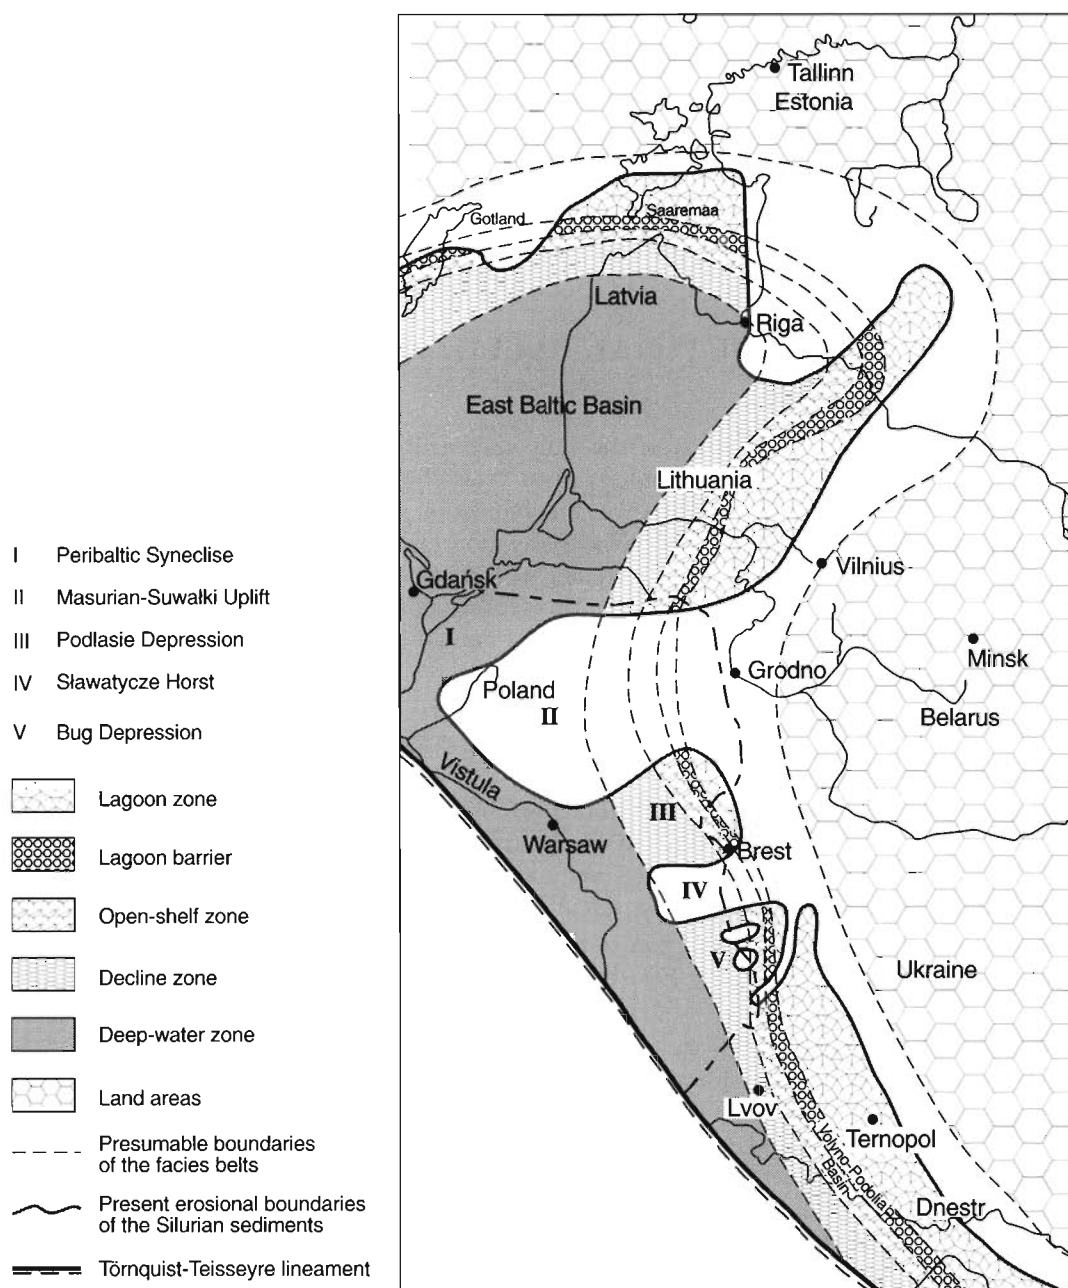 Tallinn
Estonia
Gotland
Saaremaa
Latvia
Riga
East Baltic Basin
Lithuania
Vilnius
Gdańsk
I
Minsk
Grodno
Poland
II
Belarus
Vistula
III
Warsaw
Brest
IV
V
Ukraine
Lvov
Ternopol
Volyno-Podolia
Basin
Dnestr
I Peribaltic Syneclise
II Masurian-Suwałki Uplift
III Podlasie Depression
IV Sławatycze Horst
V Bug Depression
Lagoon zone
Lagoon barrier
Open-shelf zone
Decline zone
Deep-water zone
Land areas
Presumable boundaries
of the facies belts
Present erosional boundaries
of the Silurian sediments
Törnquist-Teisseyre lineament